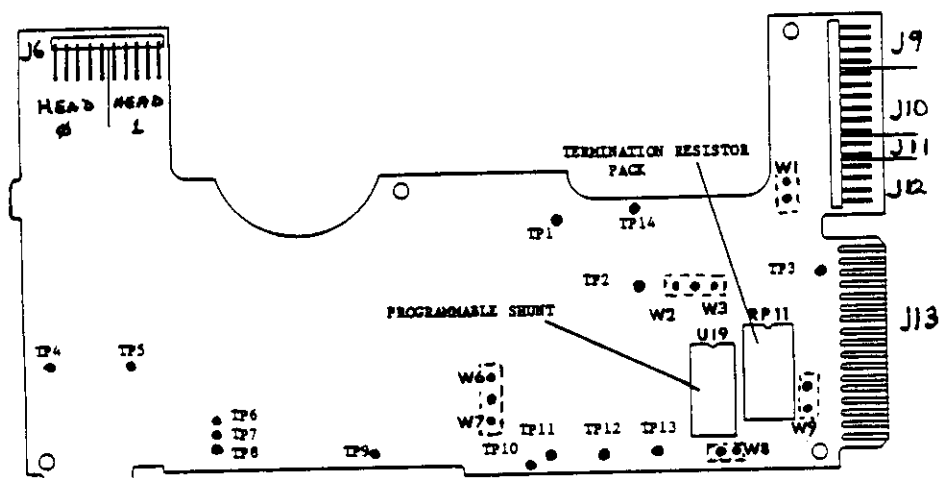 J6
HEAD HEAD
φ 1
J9
J10
J11
J12
TERMINATION RESISTOR
PACK
W1
TP1
TP14
TP2
TP3
W2
W3
PROGRAMMABLE SHUNT
U19
RP11
J13
TP4
TP5
W6
W7
W9
TP6
TP7
TP8
TP9
TP10
TP11
TP12
TP13
W8